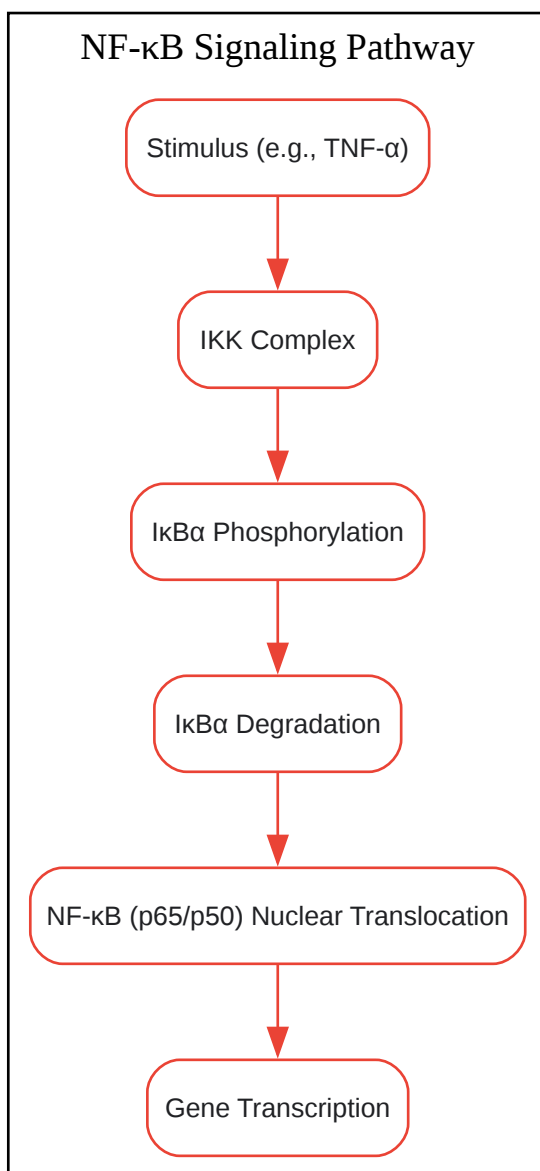 NF-κB Signaling Pathway
Stimulus (e.g., TNF-α)
IKK Complex
IκBα Phosphorylation
IκBα Degradation
NF-κB (p65/p50) Nuclear Translocation
Gene Transcription